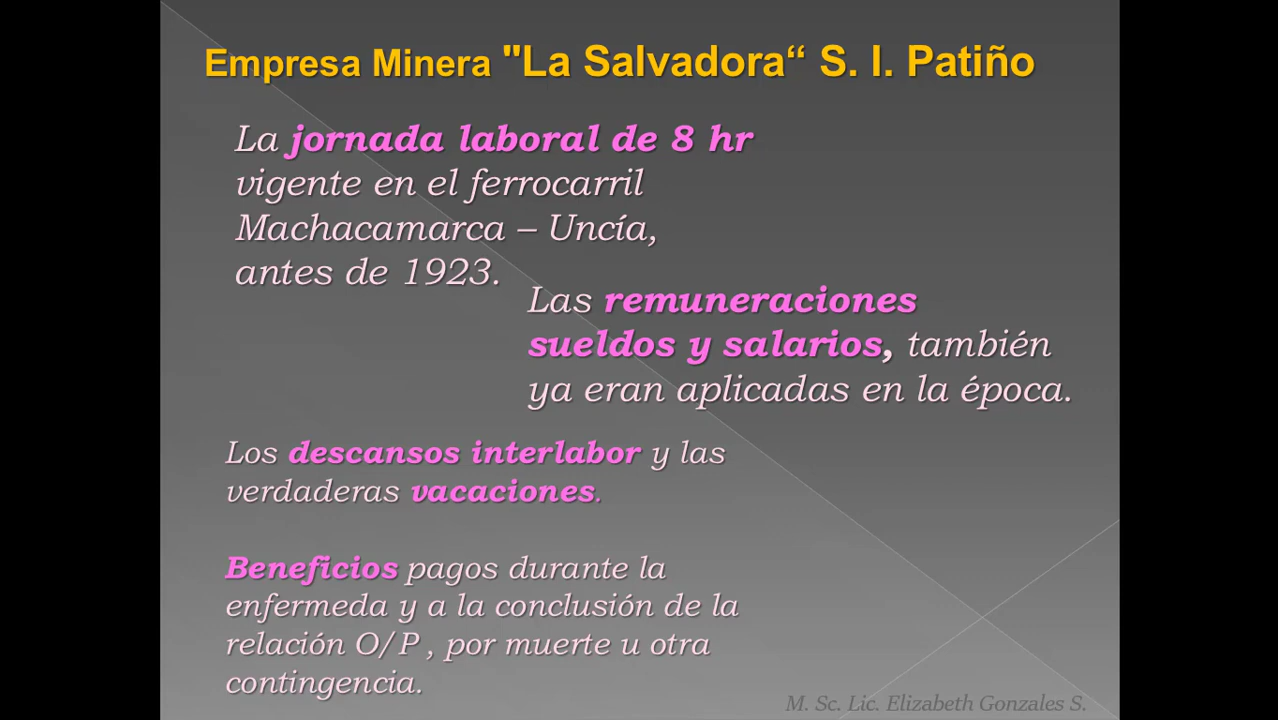 Empresa Minera "La Salvadora“ S. I. Patiño
La jornada laboral de 8 hr
vigente en el ferrocarril
Machacamarca – Uncía,
antes de 1923.
Las remuneraciones
sueldos y salarios, también
ya eran aplicadas en la época.
Los descansos interlabor y las
verdaderas vacaciones.
Beneficios pagos durante la
enfermeda y a la conclusión de la
relación O/P , por muerte u otra
contingencia.
M. Sc. Lic. Elizabeth Gonzales S.